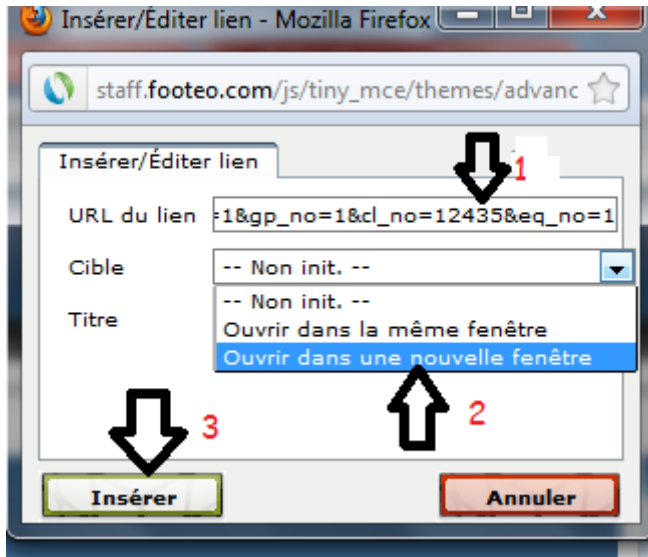 Insérer/Éditer lien - Mozilla Firefox
staff.footeo.com/js/tiny_mce/themes/advanc
Insérer/Éditer lien
1
URL du lien =1&gp_no=1&cl_no=12435&eq_no=1
Cible -- Non init. --
-- Non init. --
Titre
Ouvrir dans la même fenêtre
Ouvrir dans une nouvelle fenêtre
2
3
Insérer Annuler